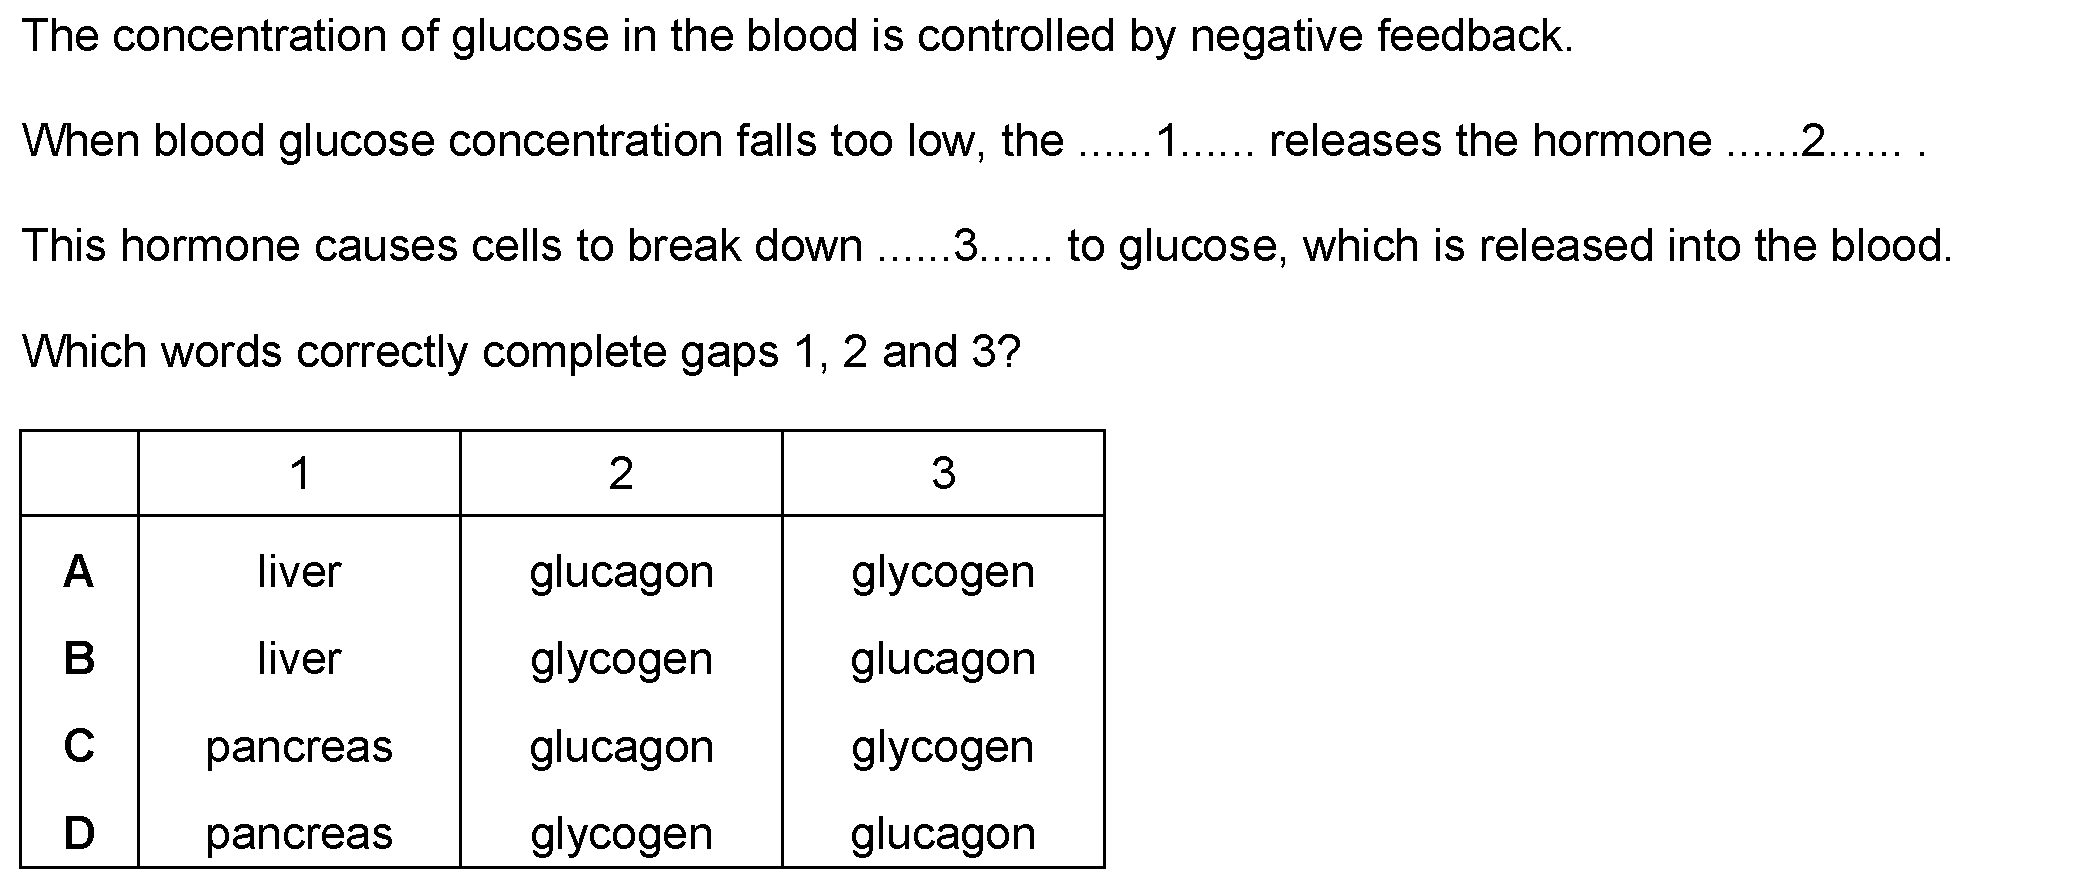 The concentration of glucose in the blood is controlled by negative feedback.
When blood glucose concentration falls too low, the ......1...... releases the hormone ......2...... .
This hormone causes cells to break down ......3...... to glucose, which is released into the blood.
Which words correctly complete gaps 1, 2 and 3?
1 2 3
A liver glucagon glycogen
B liver glycogen glucagon
C pancreas glucagon glycogen
D pancreas glycogen glucagon